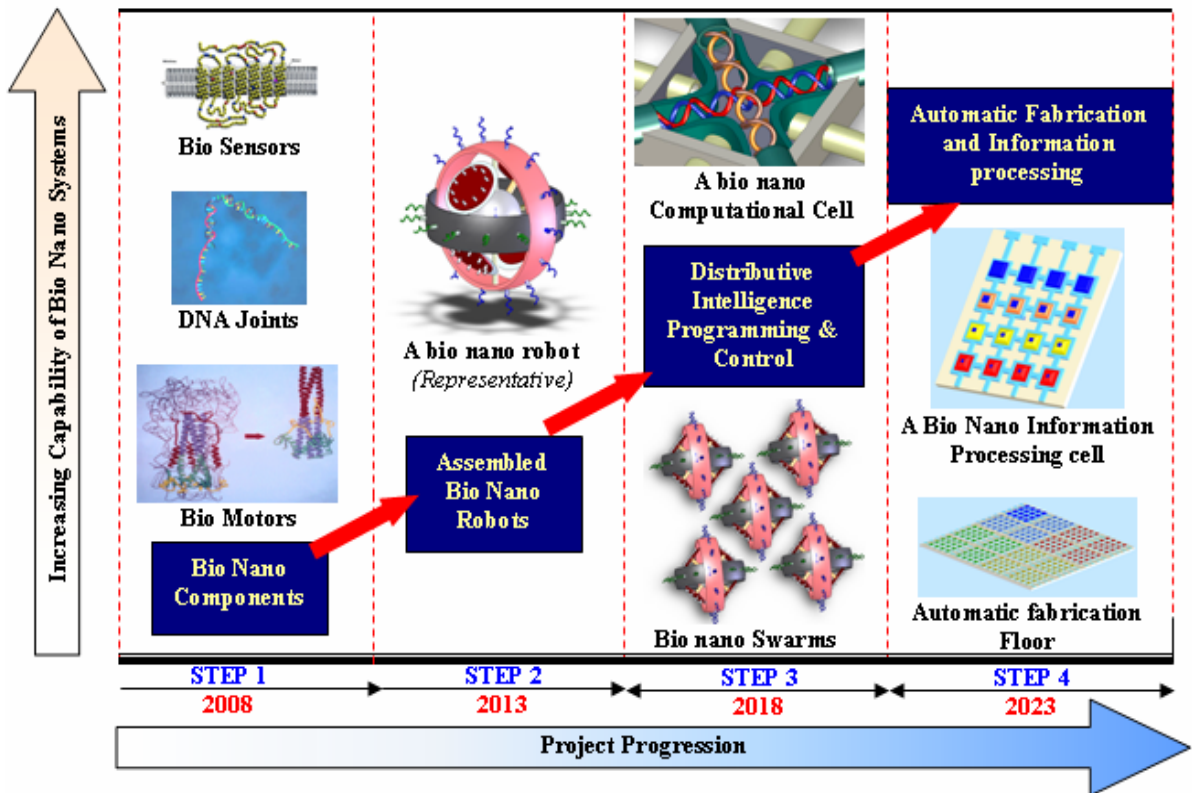 Increasing Capability of Bio Nano Systems
Bio Sensors
DNA Joints
Bio Motors
Bio Nano
Components
A bio nano robot
(Representative)
Assembled
Bio Nano
Robots
A bio nano
Computational Cell
Distributive
Intelligence
Programming &
Control
Bio nano Swarms
Automatic Fabrication
and Information
processing
A Bio Nano Information
Processing cell
Automatic fabrication
Floor
STEP 1
2008
STEP 2
2013
STEP 3
2018
STEP 4
2023
Project Progression